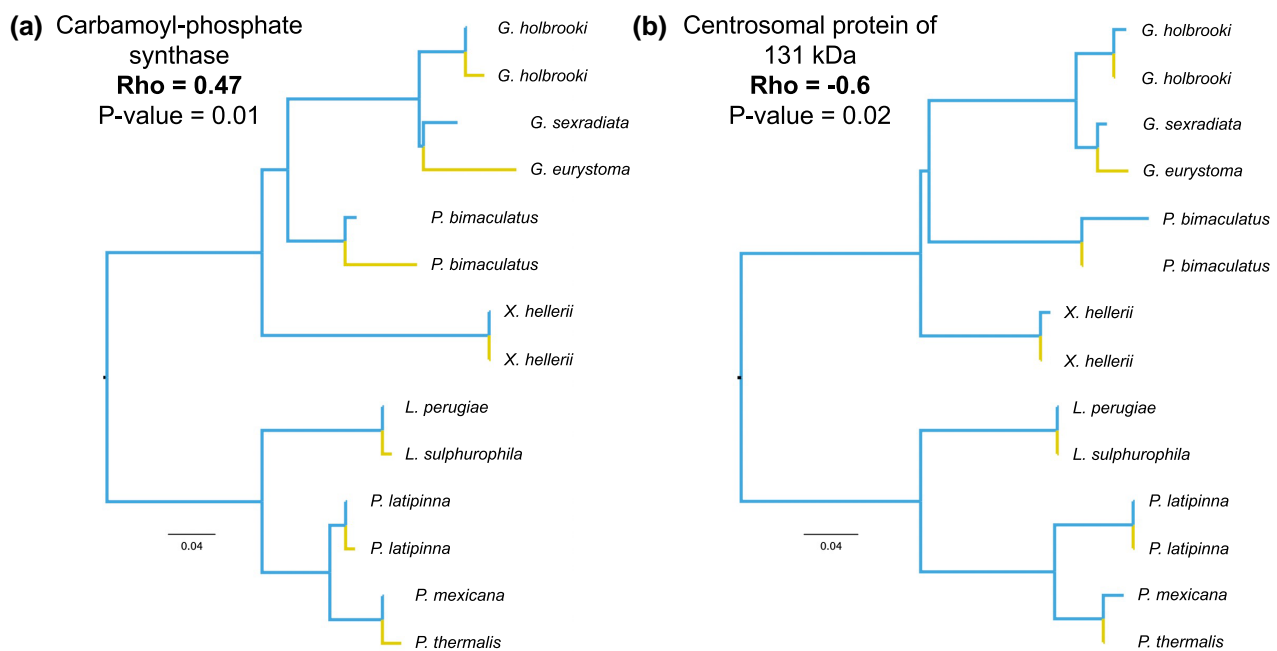 (a) Carbamoyl-phosphate
synthase
Rho = 0.47
P-value = 0.01
G. holbrooki
G. holbrooki
G. sexradiata
G. eurystoma
P. bimaculatus
P. bimaculatus
X. hellerii
X. hellerii
L. perugiae
L. sulphurophila
P. latipinna
P. latipinna
P. mexicana
P. thermalis
0.04
(b) Centrosomal protein of
131 kDa
Rho = -0.6
P-value = 0.02
G. holbrooki
G. holbrooki
G. sexradiata
G. eurystoma
P. bimaculatus
P. bimaculatus
X. hellerii
X. hellerii
L. perugiae
L. sulphurophila
P. latipinna
P. latipinna
P. mexicana
P. thermalis
0.04